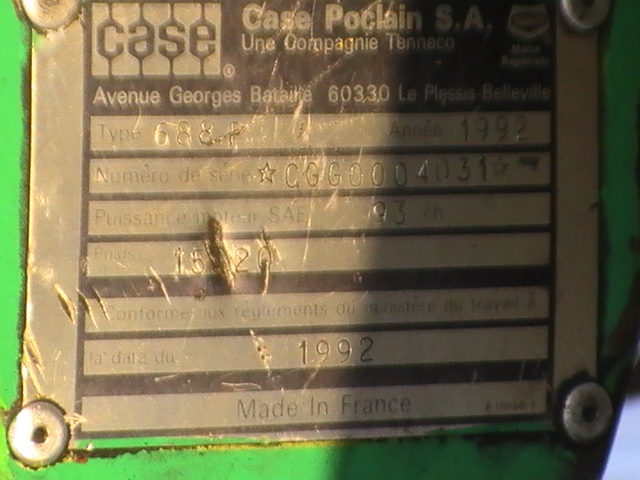 case®
Case Poclain S.A.
Une Compagnie Tenneco
Marca Registrada
Avenue Georges Bataille 60330 Le Plessis-Belleville
Type 688 P Année 1992
Numéro de série ☆CGG0004031☆
Puissance moteur SAE 93 ch
Poids
Conforme aux règlements du ministère du travail à
la date du 1992
Made In France